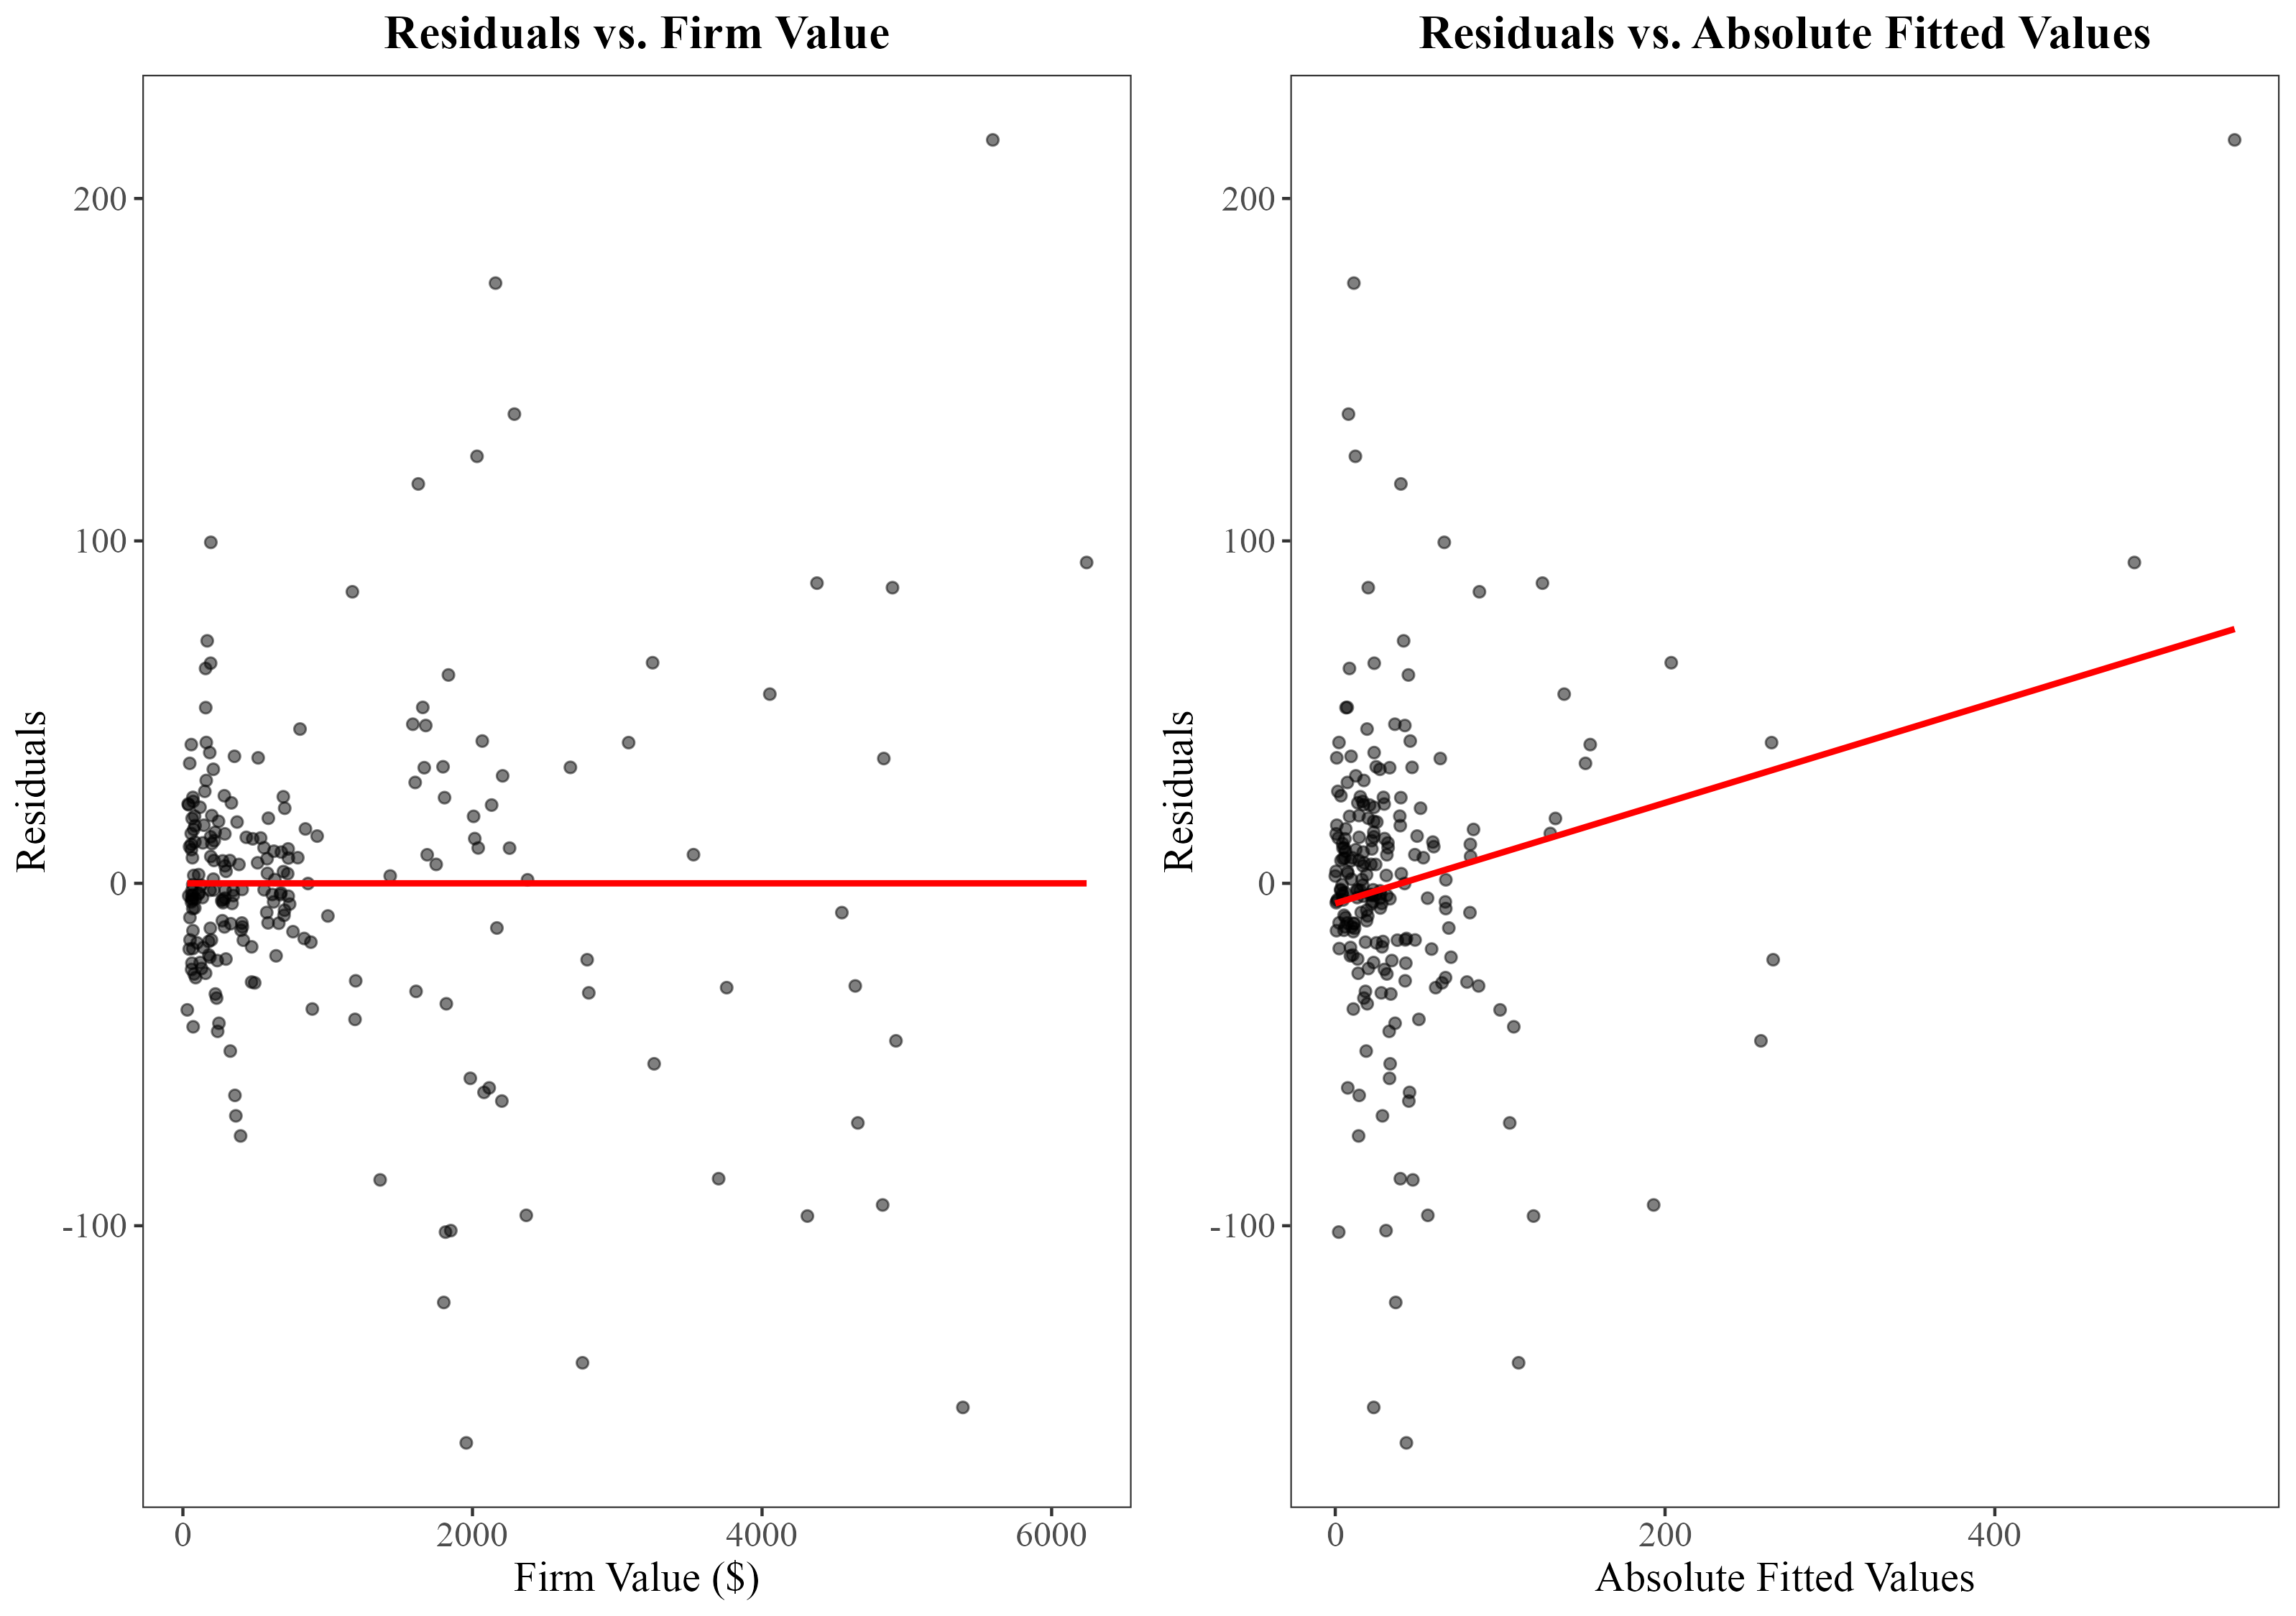 Residuals vs. Firm Value
Residuals
200
100
0
-100
0 2000 4000 6000
Firm Value ($)
Residuals vs. Absolute Fitted Values
Residuals
200
100
0
-100
0 200 400
Absolute Fitted Values